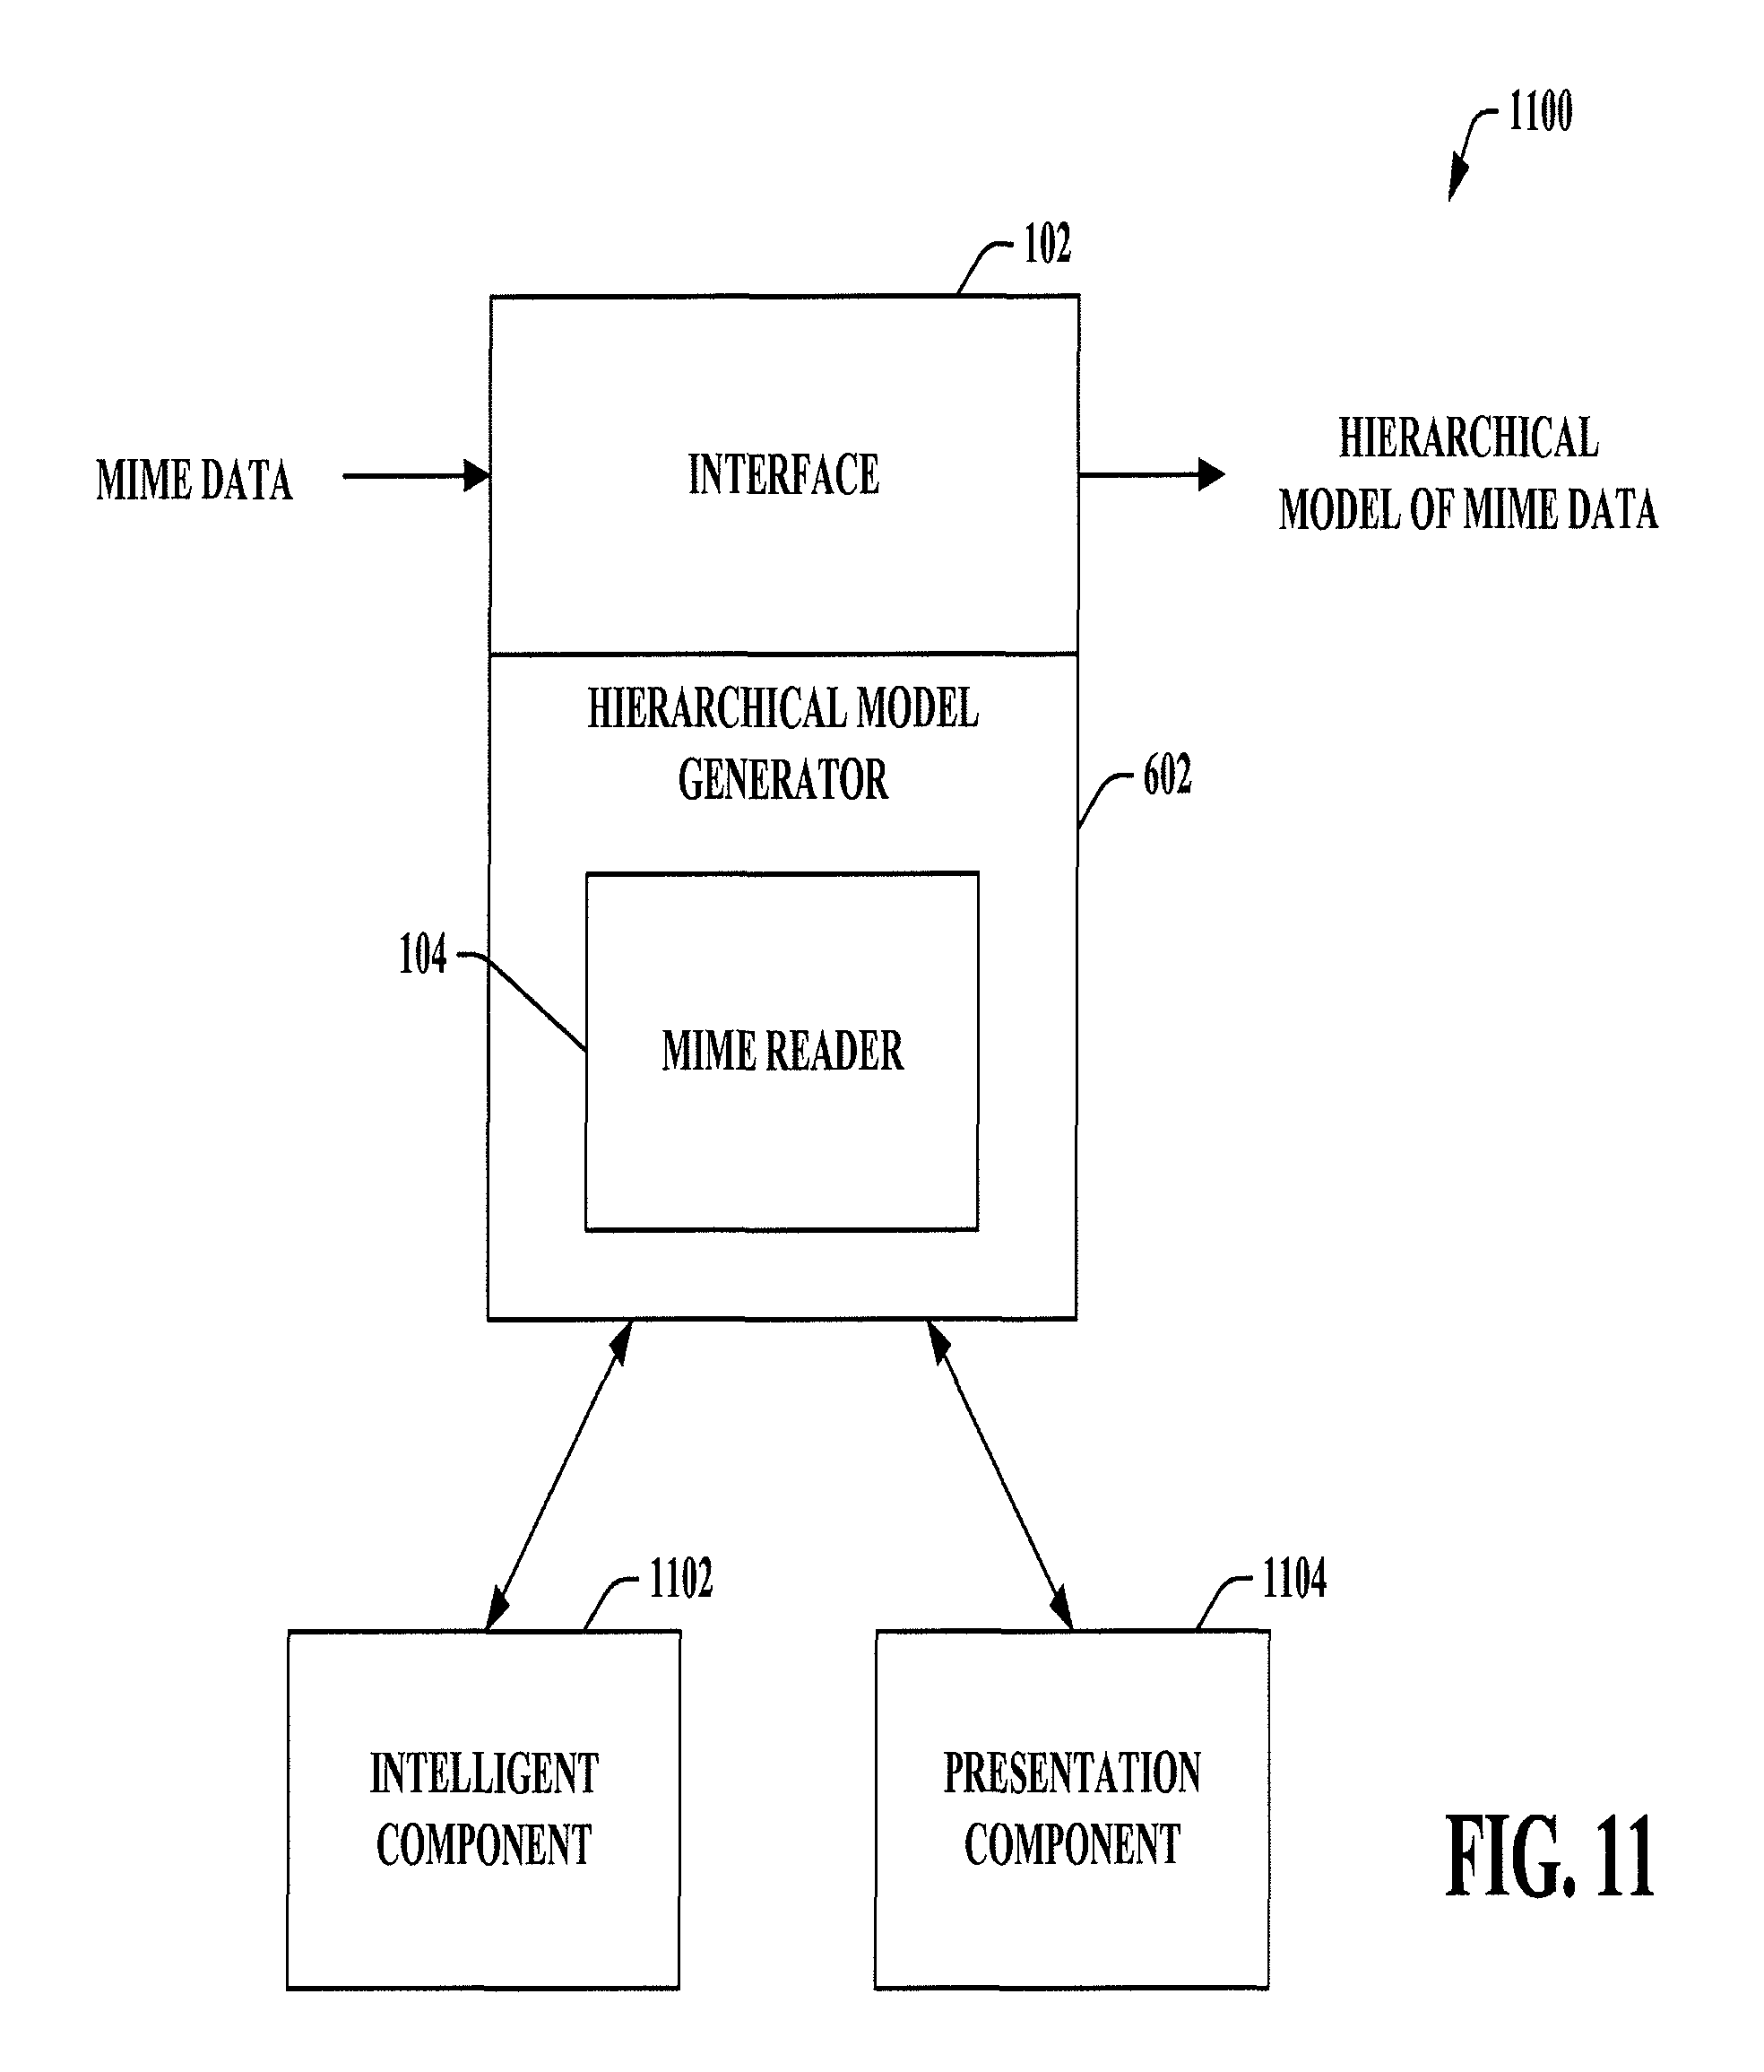 1100
102
MIME DATA
INTERFACE
HIERARCHICAL
MODEL OF MIME DATA
HIERARCHICAL MODEL
GENERATOR
602
104
MIME READER
1102
1104
INTELLIGENT
COMPONENT
PRESENTATION
COMPONENT
FIG. 11